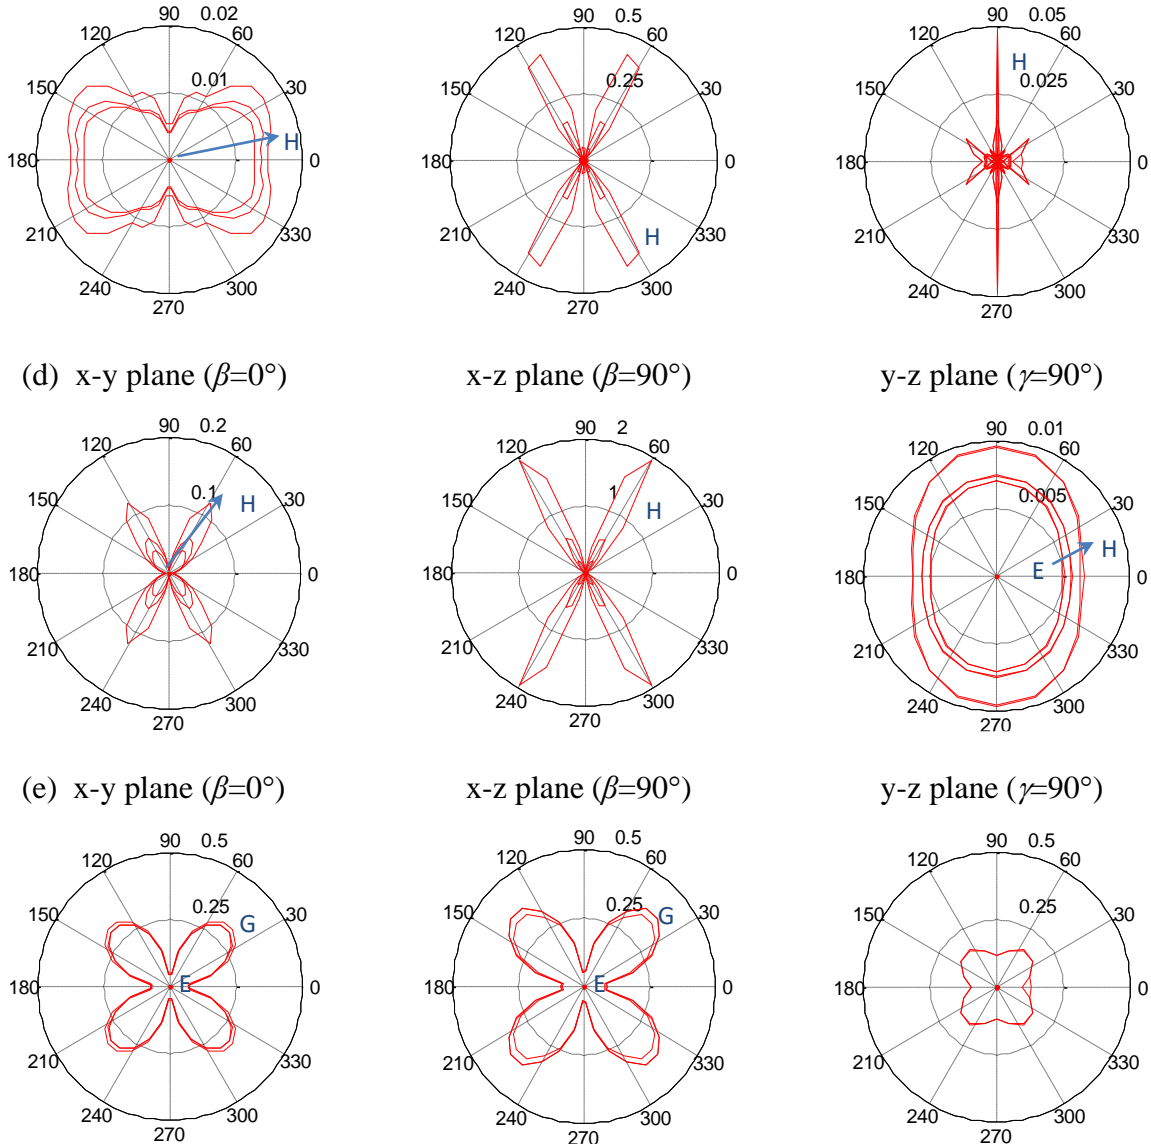 90 0.02 90 0.5 90 0.05
120 60 120 60 120 60
0.01 0.25 H 0.025
150 30 150 30 150 30
H
180 0 180 0 180 0
210 330 210 H 330 210 330
240 300 240 300 240 300
270 270 270
(d) x-y plane (β=0°) x-z plane (β=90°) y-z plane (γ=90°)
90 0.2 90 2 90 0.01
120 60 120 60 120 60
150 0.1 H 30 150 1 H 30 150 0.005 30
E H
180 0 180 0 180 0
210 330 210 330 210 330
240 300 240 300 240 300
270 270 270
(e) x-y plane (β=0°) x-z plane (β=90°) y-z plane (γ=90°)
90 0.5 90 0.5 90 0.5
120 60 120 60 120 60
150 0.25 G 30 150 0.25 G 30 150 0.25 30
180 E 0 180 E 0 180 0
210 330 210 330 210 330
240 300 240 300 240 300
270 270 270